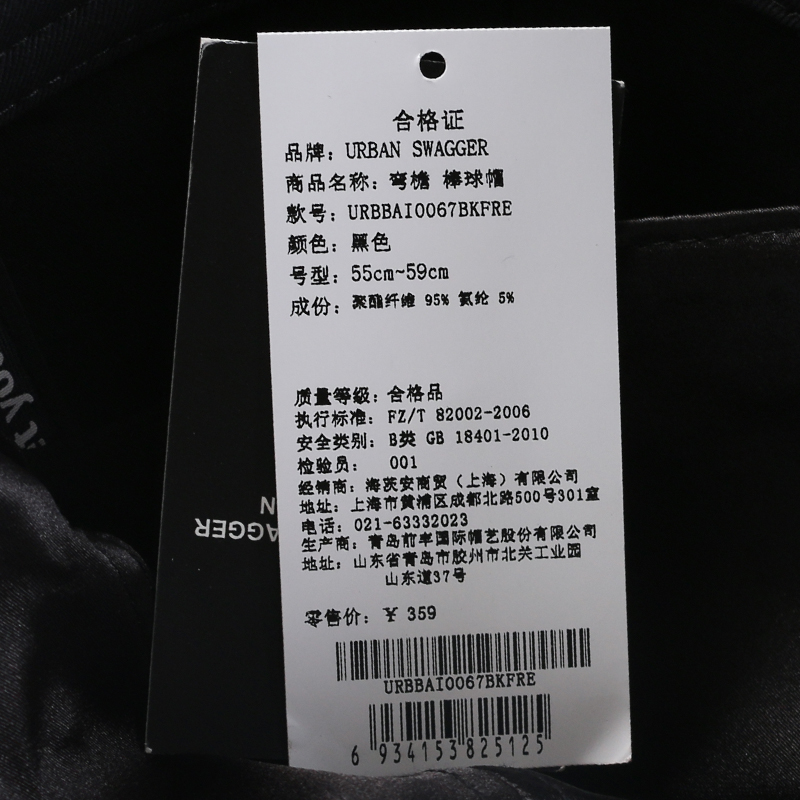 合格证
品牌: URBAN SWAGGER
商品名称: 弯檐 棒球帽
款号: URBBAI0067BKFRE
颜色: 黑色
号型: 55cm~59cm
成份: 聚酯纤维 95% 氨纶 5%
质量等级: 合格品
执行标准: FZ/T 82002-2006
安全类别: B类 GB 18401-2010
检验员: 001
经销商: 海茨安商贸(上海)有限公司
地址: 上海市黄浦区成都北路500号301室
电话: 021-63332023
生产商: 青岛前丰国际帽艺股份有限公司
地址: 山东省青岛市胶州市北关工业园
山东道37号
零售价: ¥ 359
URBBAI0067BKFRE
6 934153 825125
AGGER
N